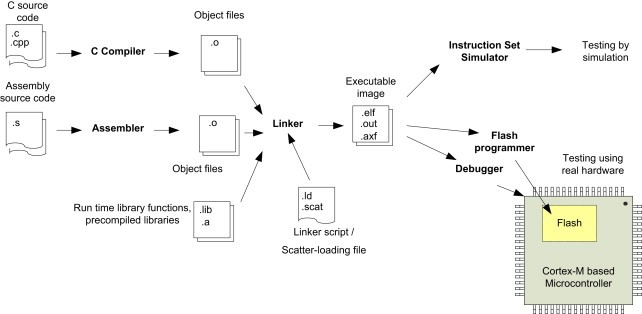 C source
code
.c
.cpp
C Compiler
Object files
.o
Assembly
source code
.s
Assembler
.o
Object files
Linker
Run time library functions,
precompiled libraries
.lib
.a
.ld
.scat
Linker script /
Scatter-loading file
Executable
image
.elf
.out
.axf
Instruction Set
Simulator
Testing by
simulation
Flash
programmer
Debugger
Testing using
real hardware
Flash
Cortex-M based
Microcontroller